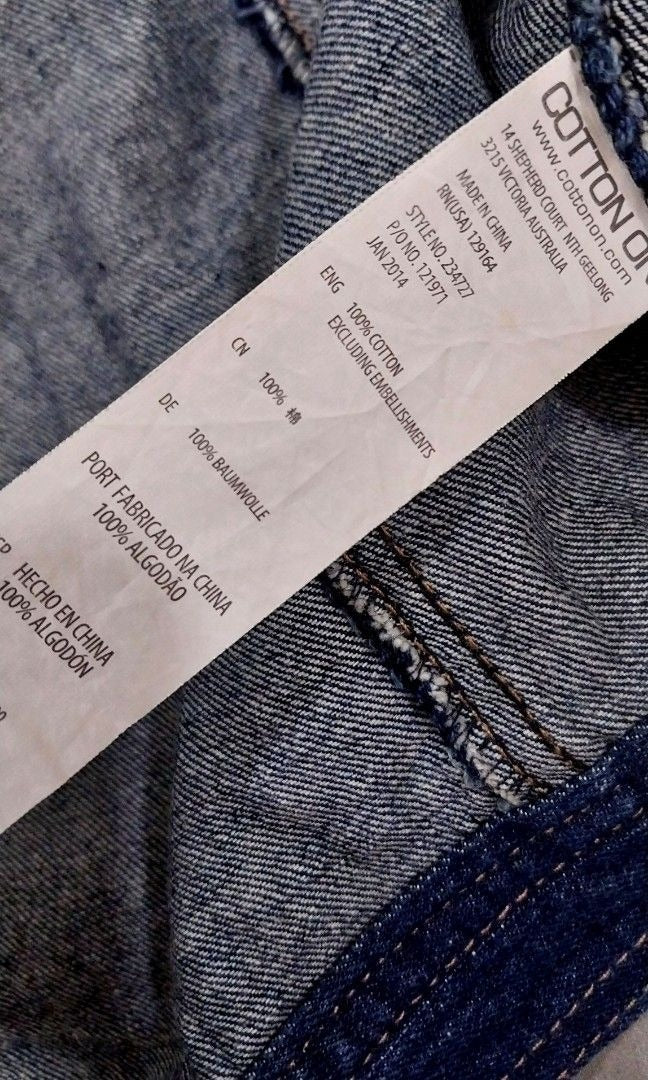 COTTON ON
www.cottonon.com
14 SHEPHERD COURT NTH GEELONG
3215 VICTORIA AUSTRALIA
MADE IN CHINA
RN(USA) 129164
STYLE NO. 234727
P/O NO. 121971
JAN 2014
ENG 100% COTTON
EXCLUDING EMBELLISHMENTS
CN 100% 棉
DE 100% BAUMWOLLE
PORT FABRICADO NA CHINA
100% ALGODÃO
HECHO EN CHINA
100% ALGODÓN